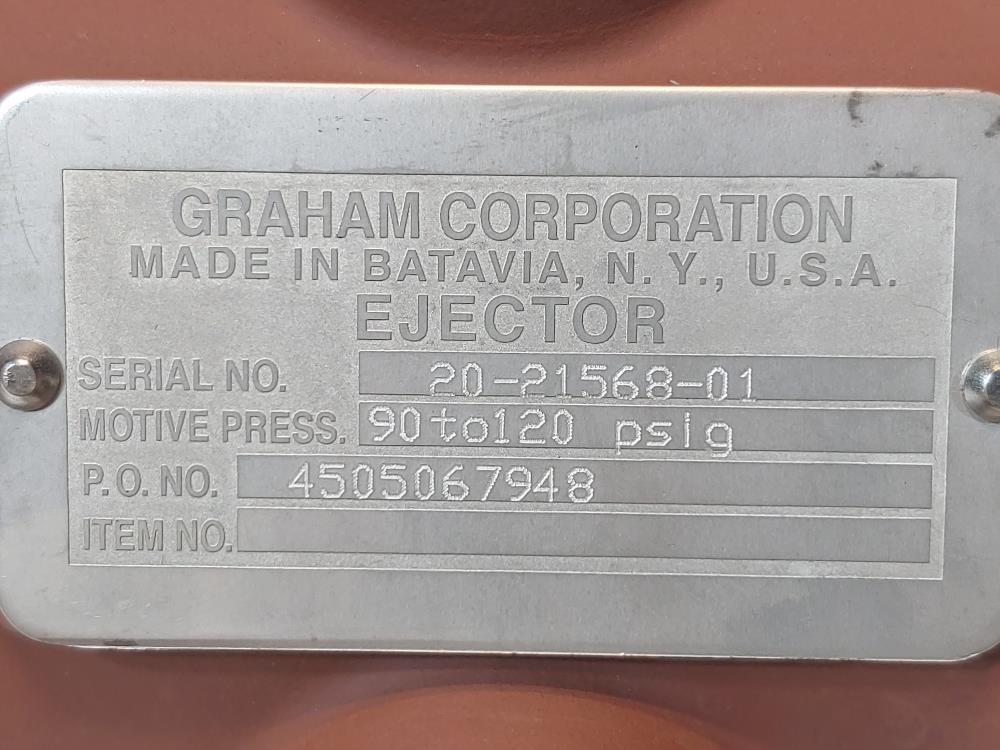 GRAHAM CORPORATION
MADE IN BATAVIA, N. Y., U.S.A.
EJECTOR
SERIAL NO. 20-21568-01
MOTIVE PRESS. 90to120 psig
P.O. NO. 4505067948
ITEM NO.